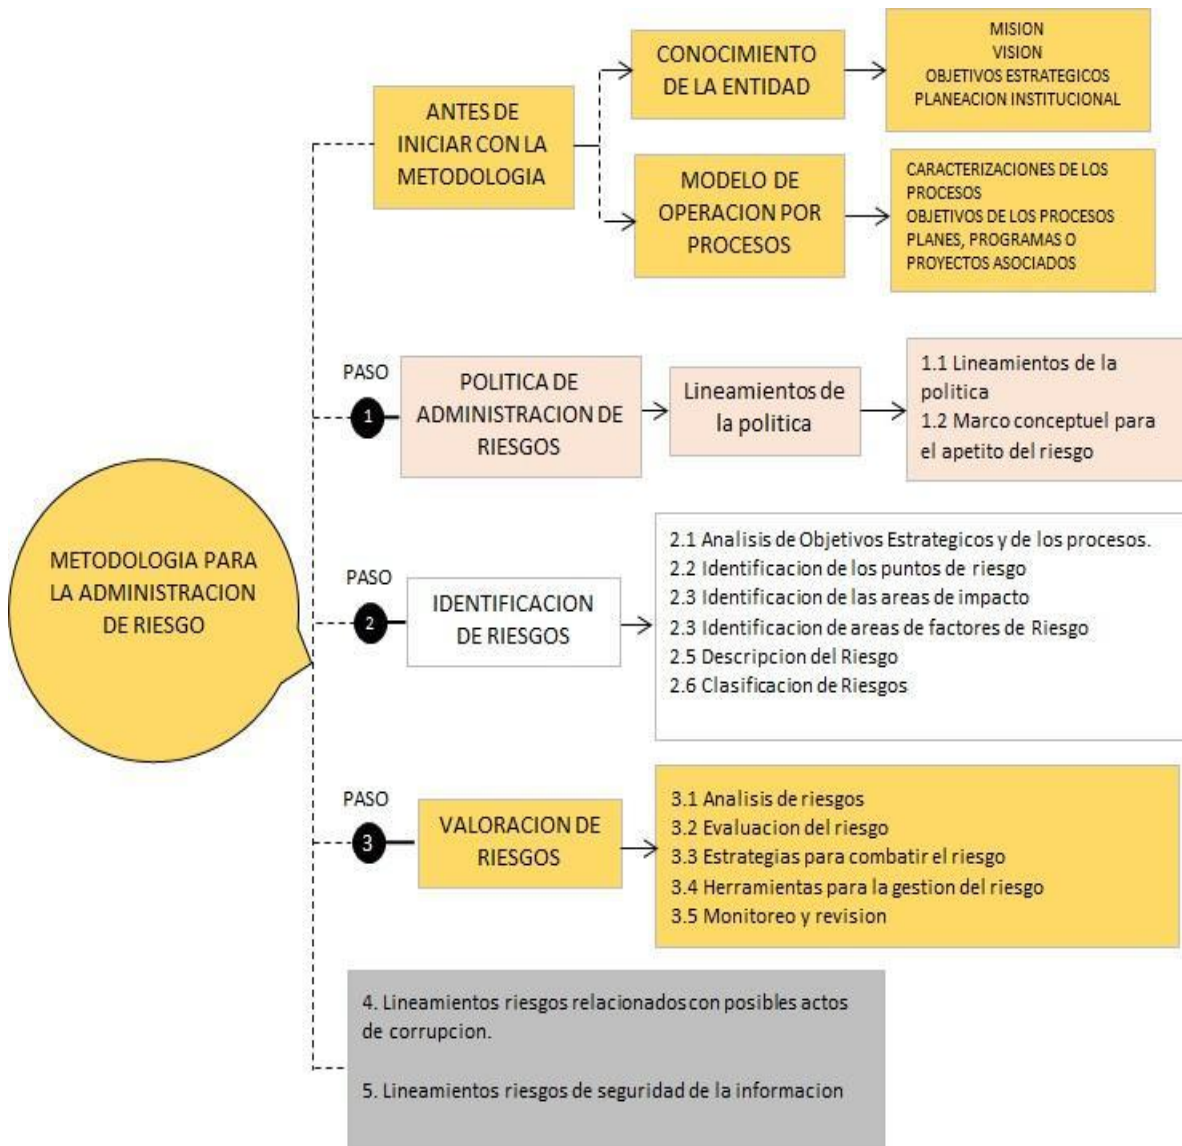 METODOLOGIA PARA
LA ADMINISTRACION
DE RIESGO
ANTES DE
INICIAR CON LA
METODOLOGIA
CONOCIMIENTO
DE LA ENTIDAD
MISION
VISION
OBJETIVOS ESTRATEGICOS
PLANEACION INSTITUCIONAL
MODELO DE
OPERACION POR
PROCESOS
CARACTERIZACIONES DE LOS
PROCESOS
OBJETIVOS DE LOS PROCESOS
PLANES, PROGRAMAS O
PROYECTOS ASOCIADOS
PASO
1
POLITICA DE
ADMINISTRACION DE
RIESGOS
Lineamientos de
la politica
1.1 Lineamientos de la
politica
1.2 Marco conceptuel para
el apetito del riesgo
PASO
2
IDENTIFICACION
DE RIESGOS
2.1 Analisis de Objetivos Estrategicos y de los procesos.
2.2 Identificacion de los puntos de riesgo
2.3 Identificacion de las areas de impacto
2.3 Identificacion de areas de factores de Riesgo
2.5 Descripcion del Riesgo
2.6 Clasificacion de Riesgos
PASO
3
VALORACION DE
RIESGOS
3.1 Analisis de riesgos
3.2 Evaluacion del riesgo
3.3 Estrategias para combatir el riesgo
3.4 Herramientas para la gestion del riesgo
3.5 Monitoreo y revision
4. Lineamientos riesgos relacionados con posibles actos
de corrupcion.
5. Lineamientos riesgos de seguridad de la informacion